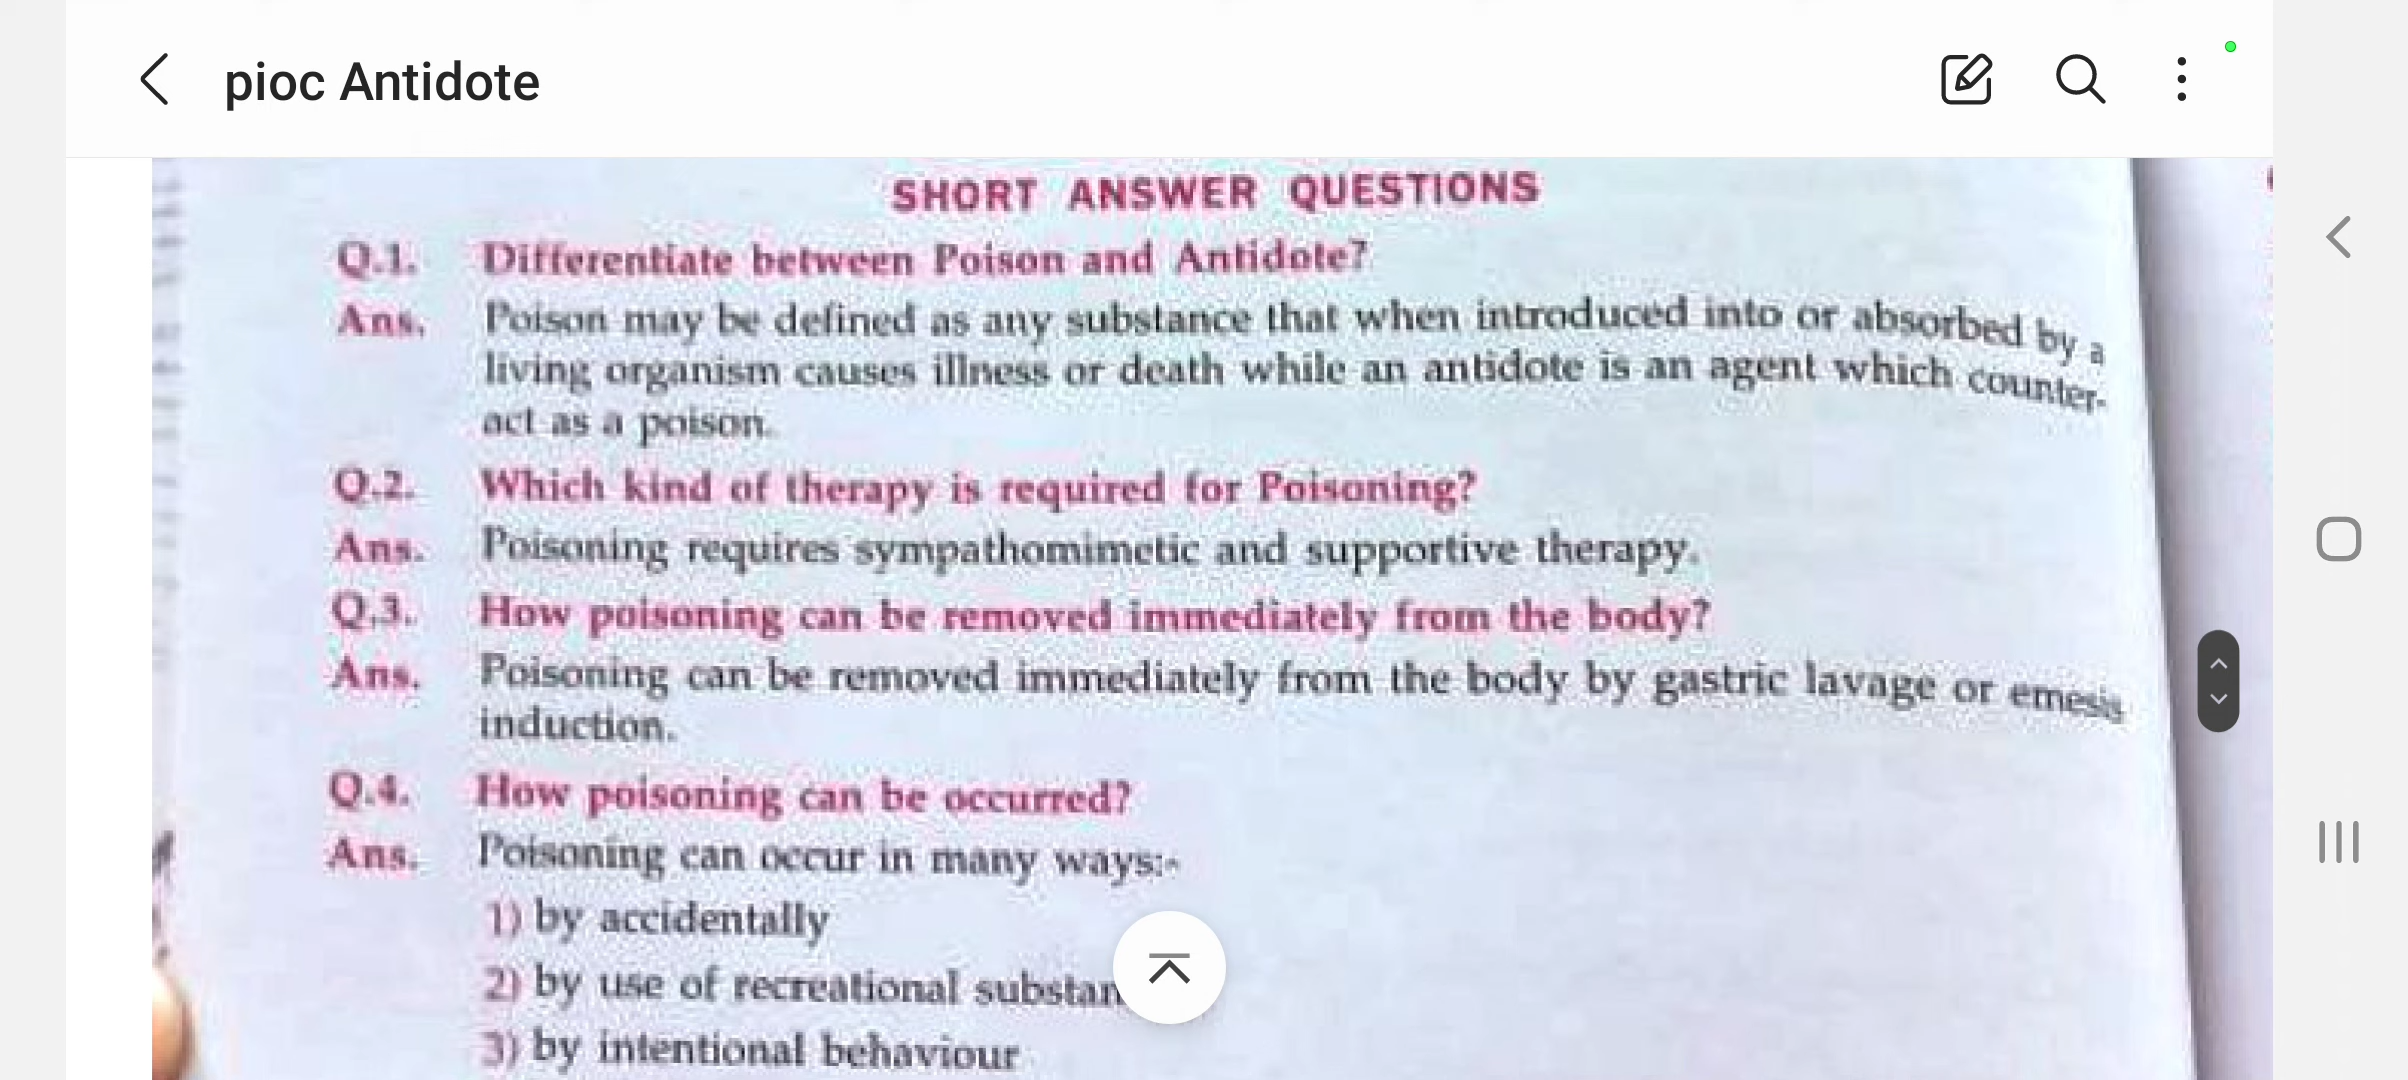 pioc Antidote
SHORT ANSWER QUESTIONS
Q.1. Differentiate between Poison and Antidote?
Ans. Poison may be defined as any substance that when introduced into or absorbed by a
living organism causes illness or death while an antidote is an agent which counter-
act as a poison.
Q.2. Which kind of therapy is required for Poisoning?
Ans. Poisoning requires sympathomimetic and supportive therapy.
Q.3. How poisoning can be removed immediately from the body?
Ans. Poisoning can be removed immediately from the body by gastric lavage or emesis
induction.
Q.4. How poisoning can be occurred?
Ans. Poisoning can occur in many ways:-
1) by accidentally
2) by use of recreational substan
3) by intentional behaviour